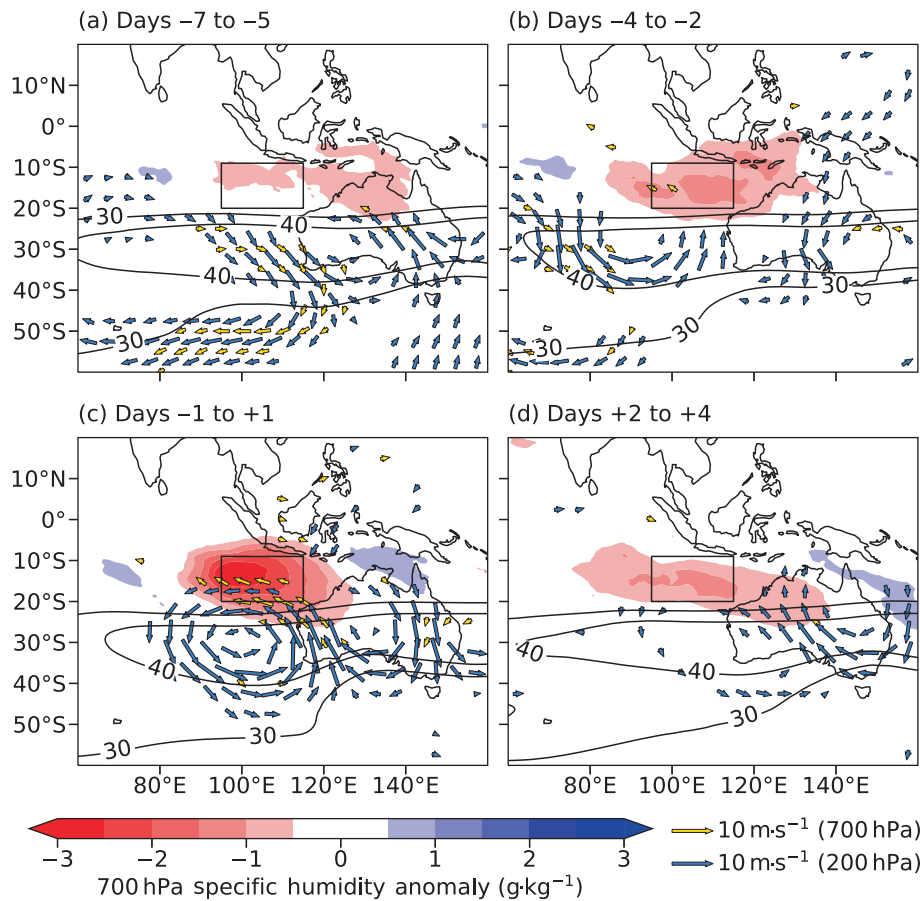 (a) Days −7 to −5
(b) Days −4 to −2
10°N
0°
10°S
20°S
30°S
40°S
50°S
30
40
40
30
40
30
30
(c) Days −1 to +1
(d) Days +2 to +4
10°N
0°
10°S
20°S
30°S
40°S
50°S
40
30
40
40
30
80°E
100°E
120°E
140°E
80°E
100°E
120°E
140°E
−3
−2
−1
0
1
2
3
700 hPa specific humidity anomaly (g·kg⁻¹)
10 m·s⁻¹ (700 hPa)
10 m·s⁻¹ (200 hPa)